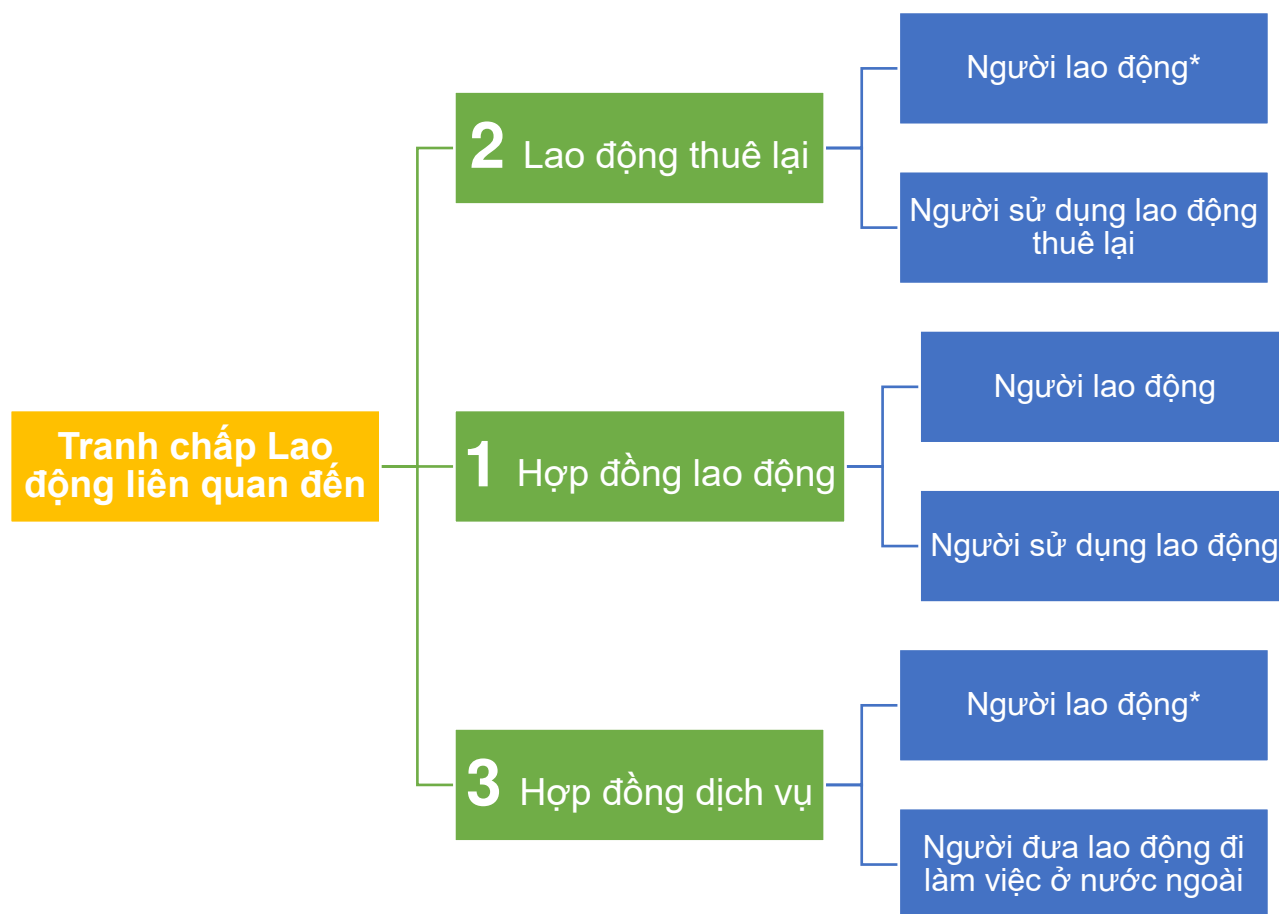 Người lao động*
2 Lao động thuê lại
Người sử dụng lao động
thuê lại
Người lao động
Tranh chấp Lao
động liên quan đến
1 Hợp đồng lao động
Người sử dụng lao động
Người lao động*
3 Hợp đồng dịch vụ
Người đưa lao động đi
làm việc ở nước ngoài